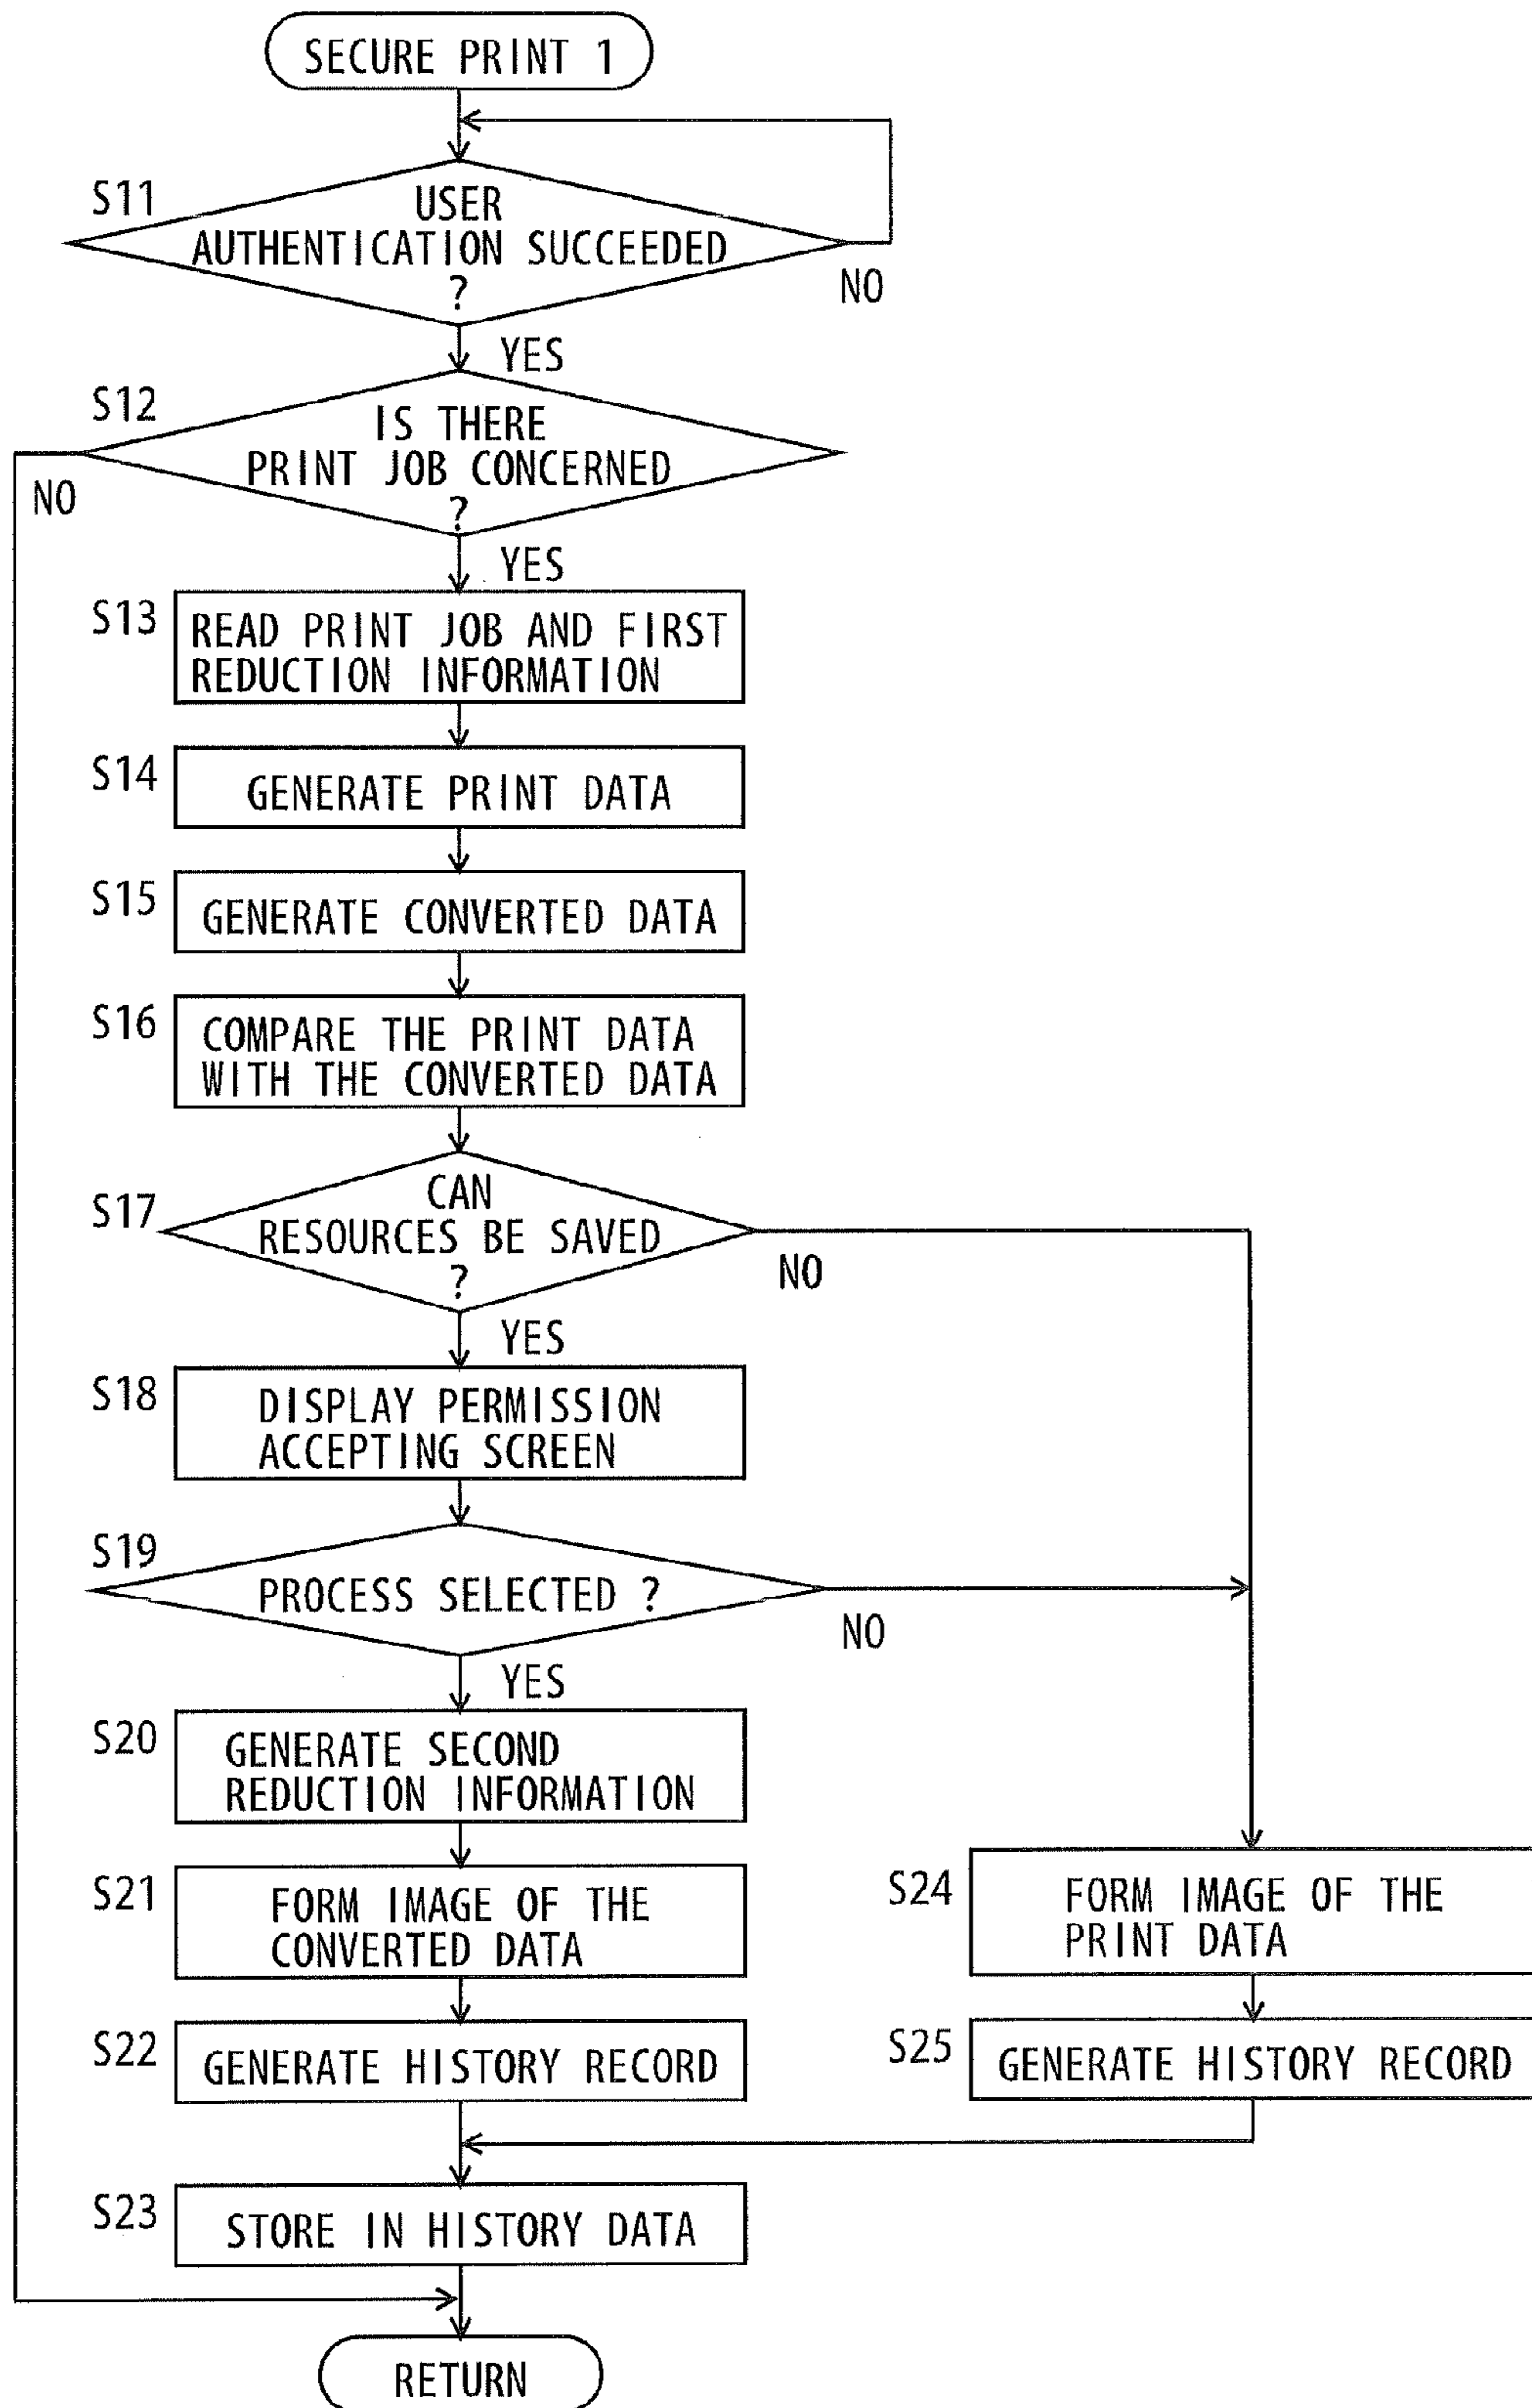 SECURE PRINT 1
S11
USER
AUTHENTICATION SUCCEEDED
?
NO
YES
S12
IS THERE
PRINT JOB CONCERNED
?
NO
YES
S13
READ PRINT JOB AND FIRST
REDUCTION INFORMATION
S14
GENERATE PRINT DATA
S15
GENERATE CONVERTED DATA
S16
COMPARE THE PRINT DATA
WITH THE CONVERTED DATA
S17
CAN
RESOURCES BE SAVED
?
NO
YES
S18
DISPLAY PERMISSION
ACCEPTING SCREEN
S19
PROCESS SELECTED ?
NO
YES
S20
GENERATE SECOND
REDUCTION INFORMATION
S21
FORM IMAGE OF THE
CONVERTED DATA
S24
FORM IMAGE OF THE
PRINT DATA
S22
GENERATE HISTORY RECORD
S25
GENERATE HISTORY RECORD
S23
STORE IN HISTORY DATA
RETURN